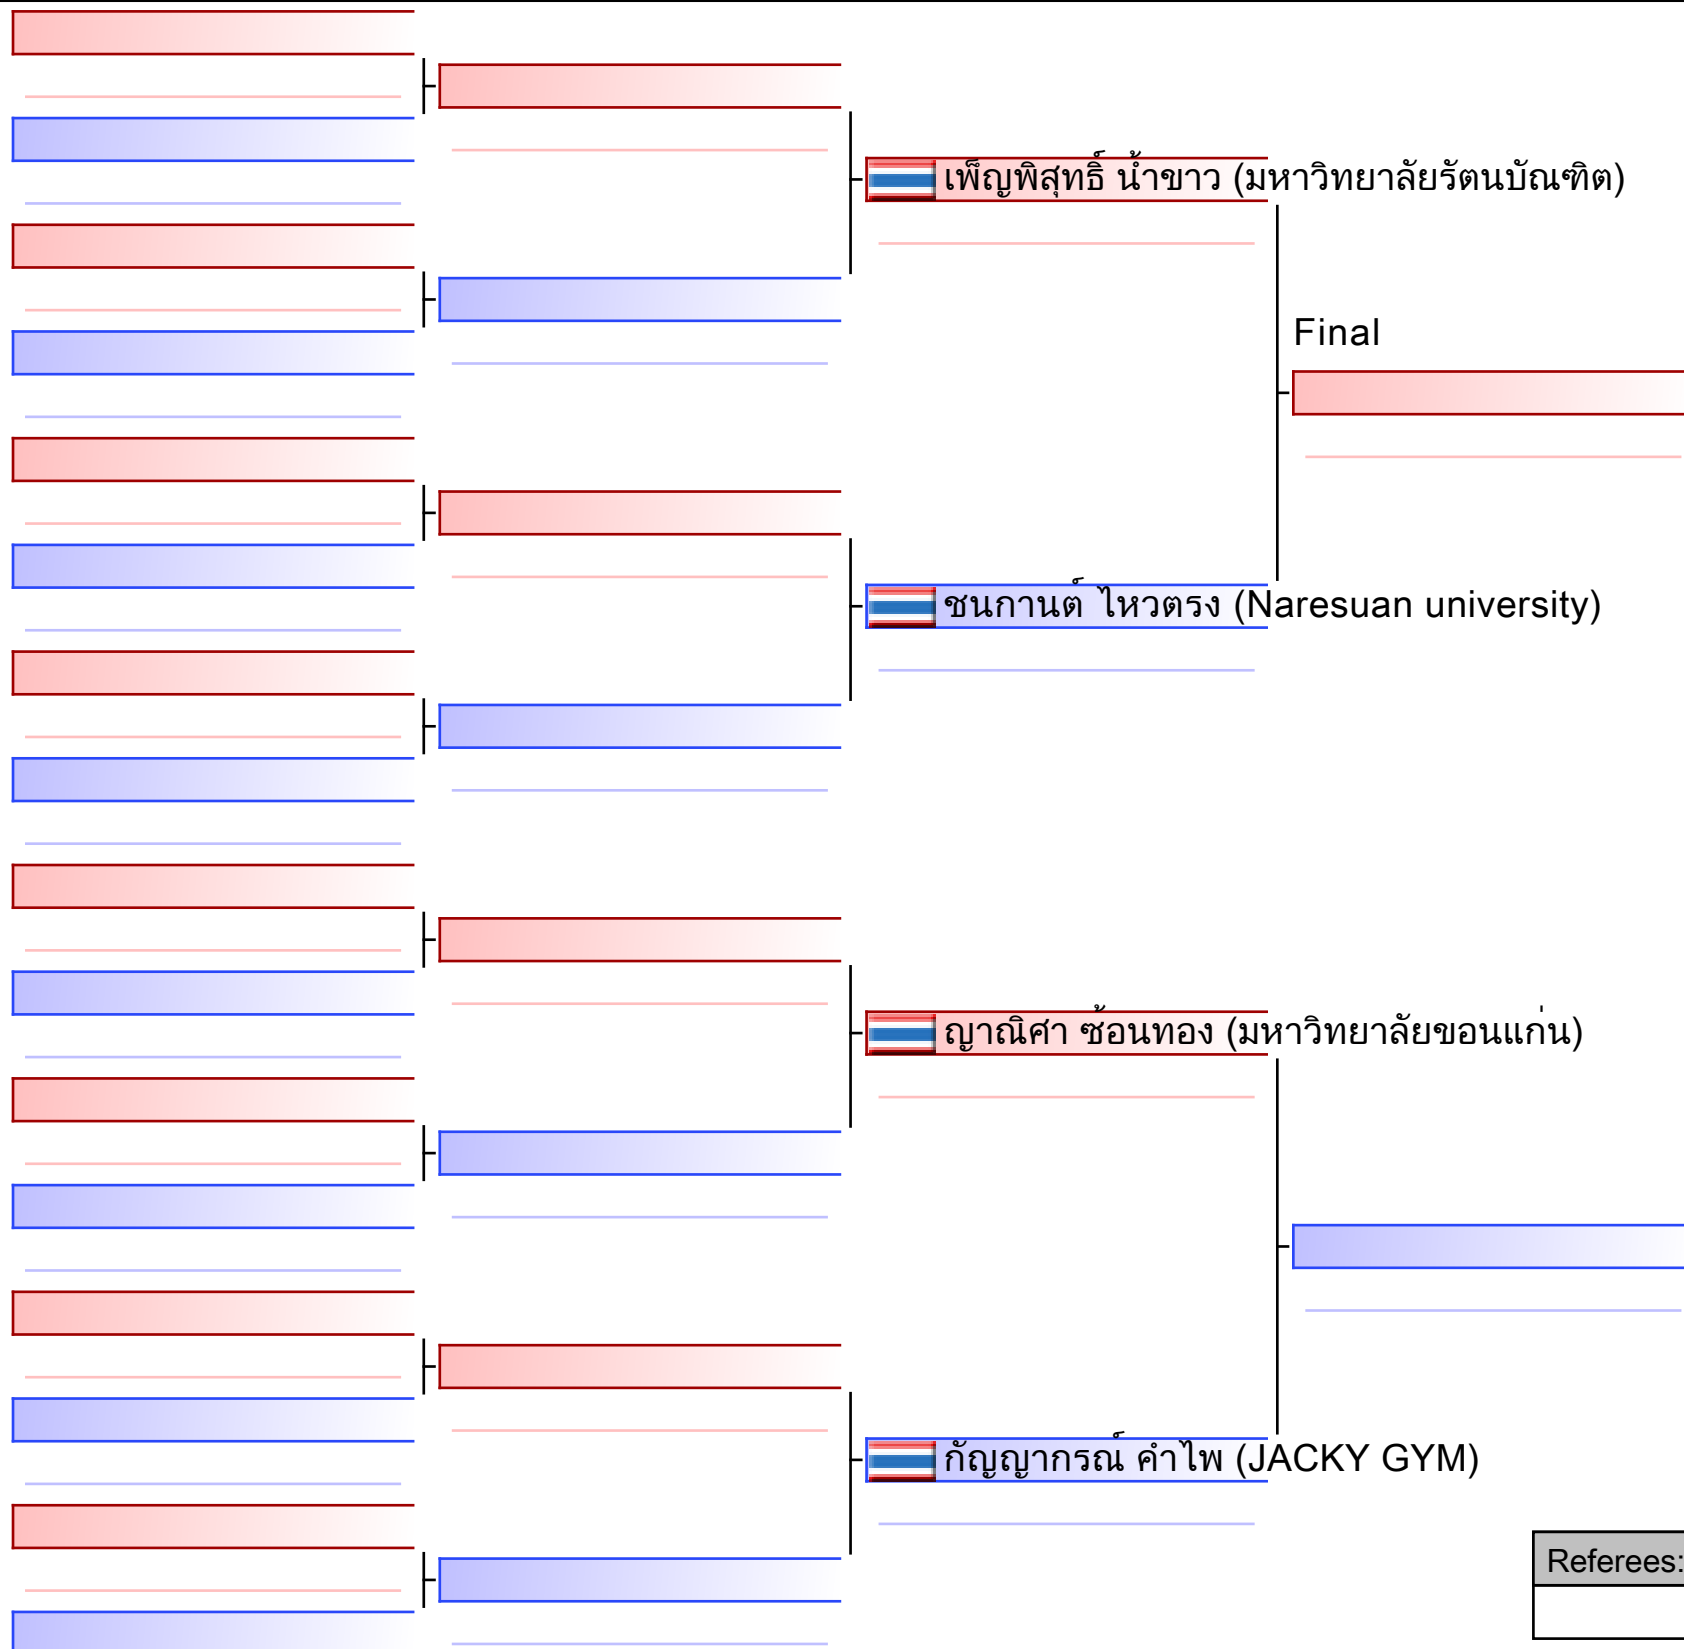 เพ็ญพิสุทธิ์ น้ำขาว (มหาวิทยาลัยรัตนบัณฑิต)
Final
ชนกานต์ ไหวตรง (Naresuan university)
ญาณิศา ซ้อนทอง (มหาวิทยาลัยขอนแก่น)
กัญญากรณ์ คำไพ (JACKY GYM)
Referees: